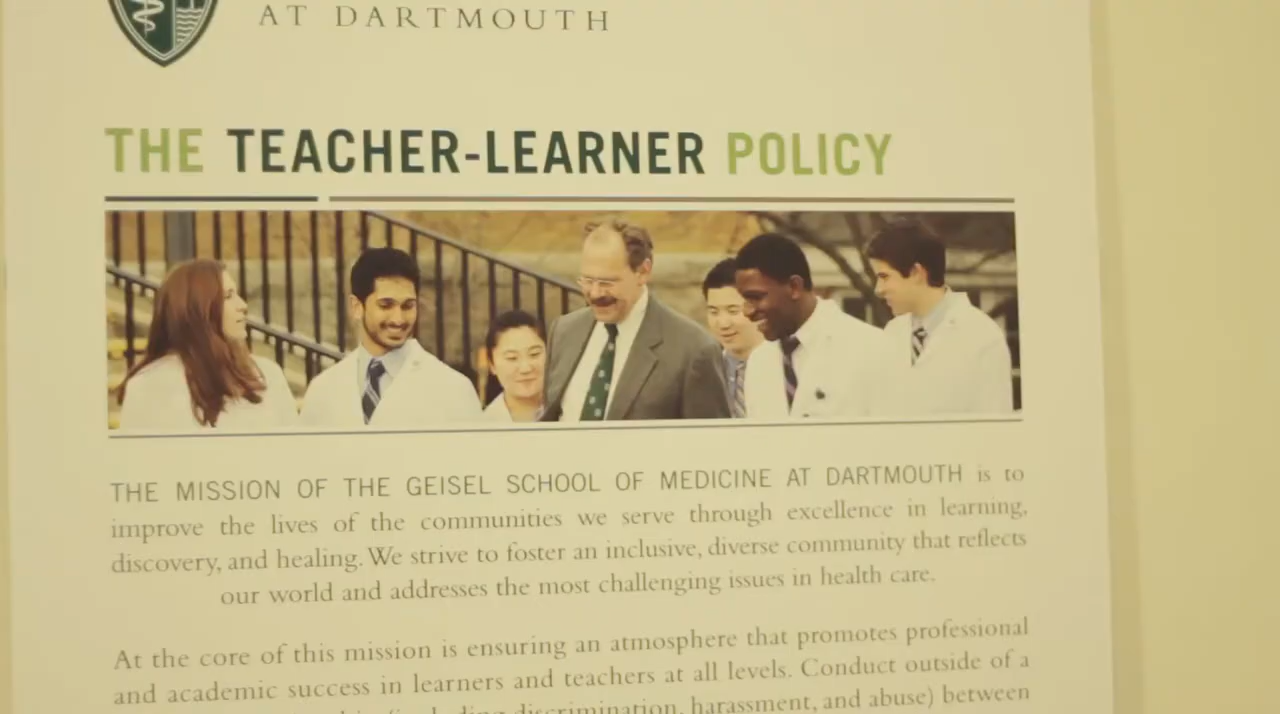 AT DARTMOUTH
THE TEACHER-LEARNER POLICY
THE MISSION OF THE GEISEL SCHOOL OF MEDICINE AT DARTMOUTH is to
improve the lives of the communities we serve through excellence in learning,
discovery, and healing. We strive to foster an inclusive, diverse community that reflects
our world and addresses the most challenging issues in health care.
At the core of this mission is ensuring an atmosphere that promotes professional
and academic success in learners and teachers at all levels. Conduct outside of a
discrimination, harassment, and abuse) between